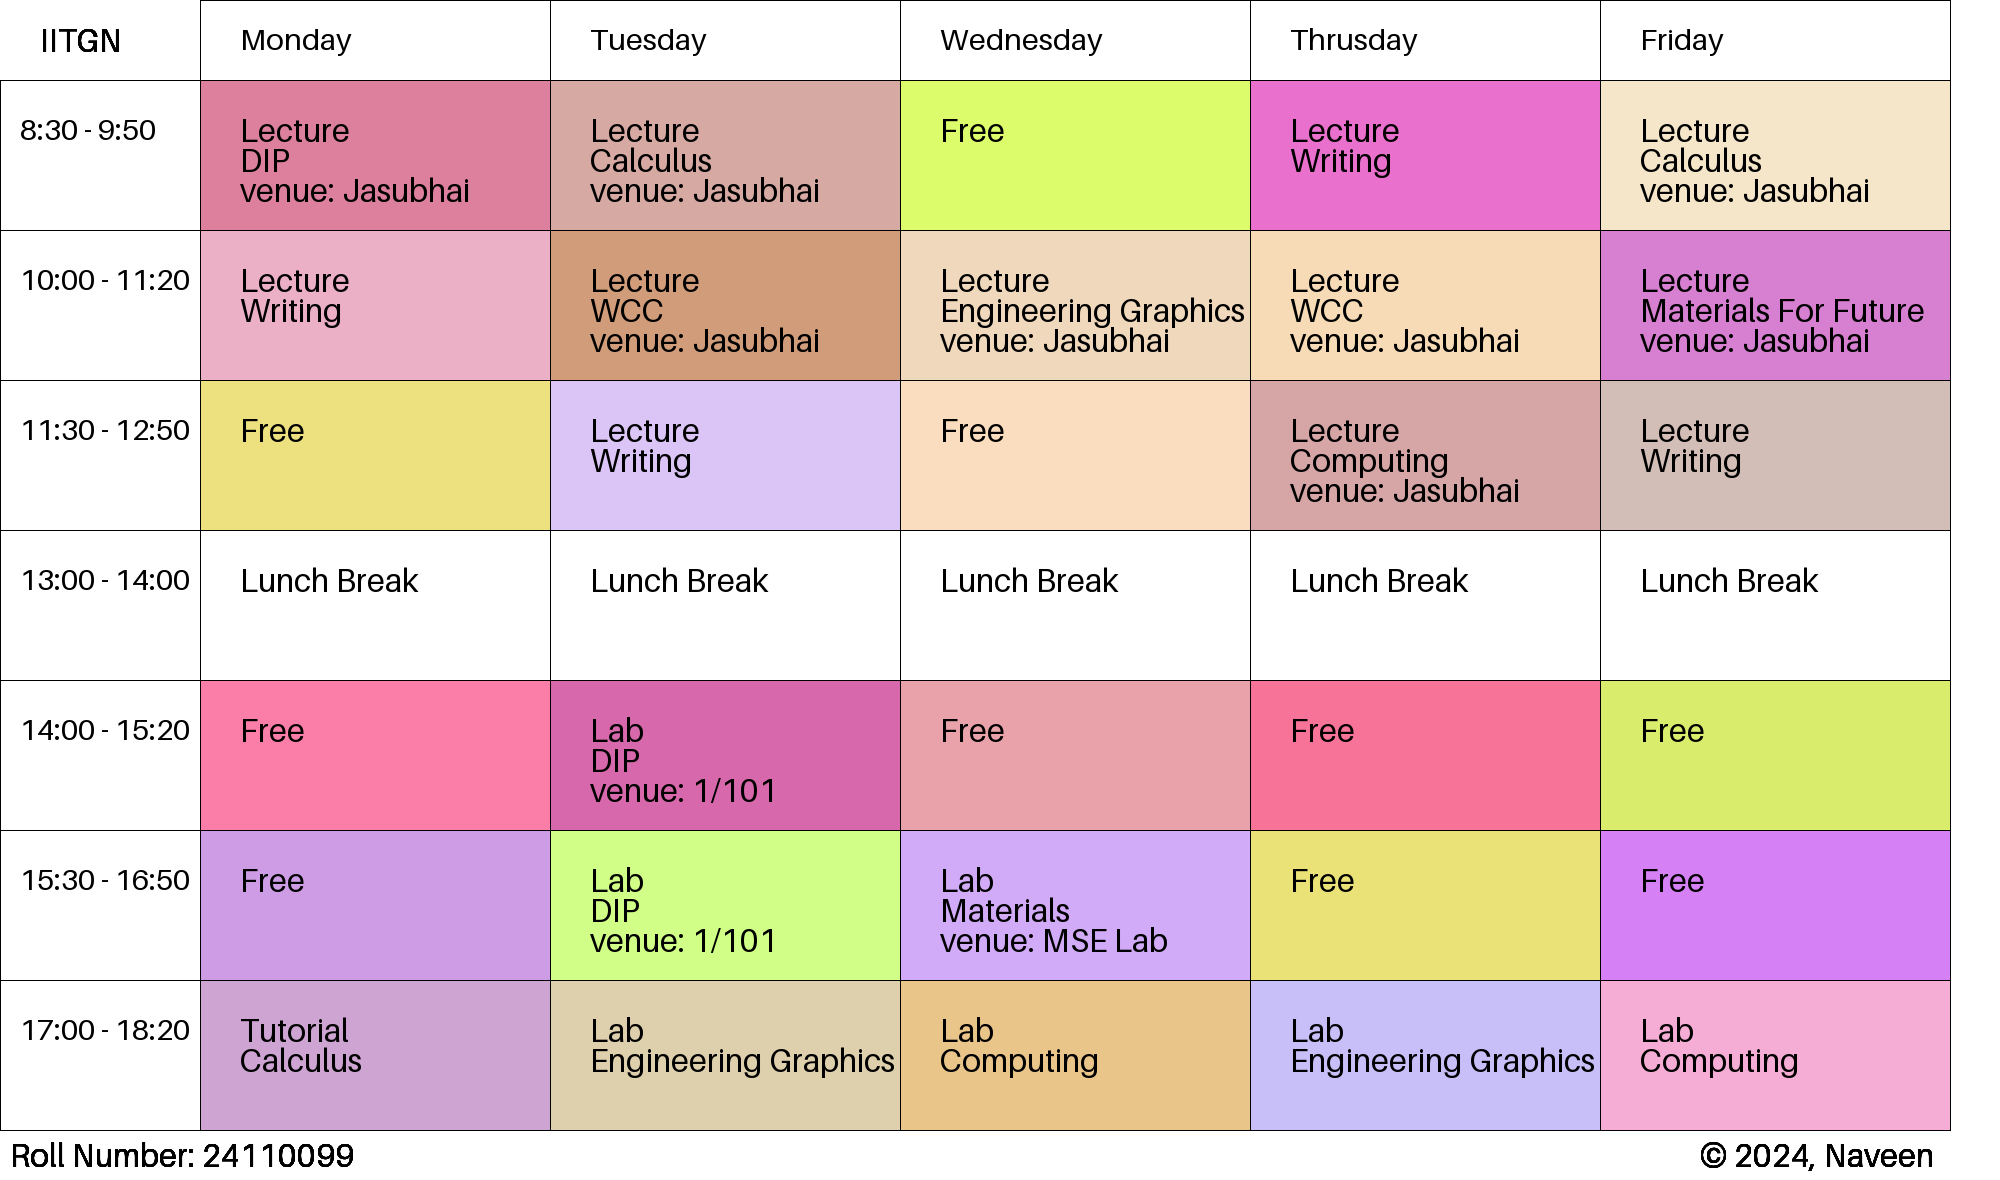 IITGN
Monday
Tuesday
Wednesday
Thrusday
Friday
8:30 - 9:50
Lecture
DIP
venue: Jasubhai
Lecture
Calculus
venue: Jasubhai
Free
Lecture
Writing
Lecture
Calculus
venue: Jasubhai
10:00 - 11:20
Lecture
Writing
Lecture
WCC
venue: Jasubhai
Lecture
Engineering Graphics
venue: Jasubhai
Lecture
WCC
venue: Jasubhai
Lecture
Materials For Future
venue: Jasubhai
11:30 - 12:50
Free
Lecture
Writing
Free
Lecture
Computing
venue: Jasubhai
Lecture
Writing
13:00 - 14:00
Lunch Break
Lunch Break
Lunch Break
Lunch Break
Lunch Break
14:00 - 15:20
Free
Lab
DIP
venue: 1/101
Free
Free
Free
15:30 - 16:50
Free
Lab
DIP
venue: 1/101
Lab
Materials
venue: MSE Lab
Free
Free
17:00 - 18:20
Tutorial
Calculus
Lab
Engineering Graphics
Lab
Computing
Lab
Engineering Graphics
Lab
Computing
Roll Number: 24110099
© 2024, Naveen